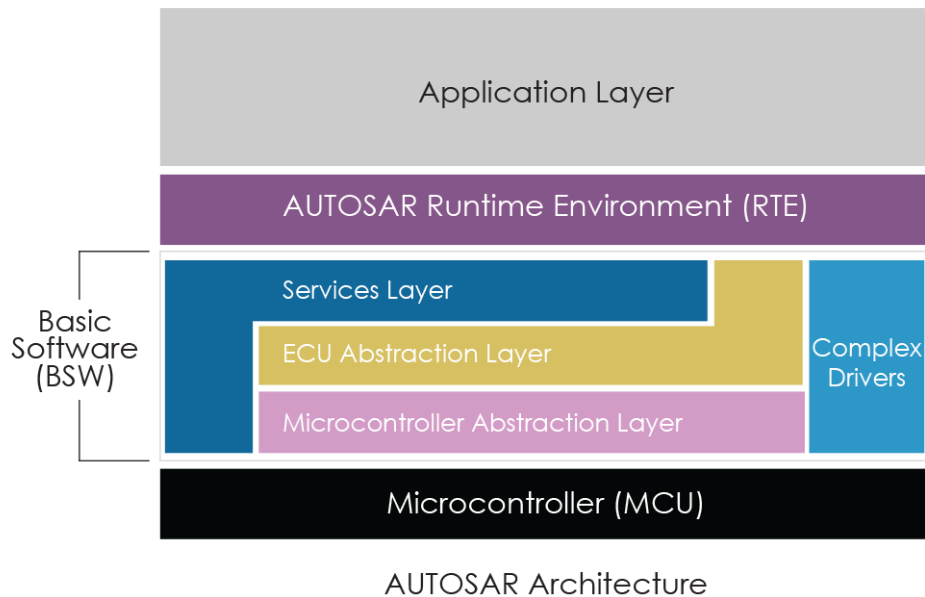 Application Layer
AUTOSAR Runtime Environment (RTE)
Basic
Software
(BSW)
Services Layer
ECU Abstraction Layer
Microcontroller Abstraction Layer
Complex
Drivers
Microcontroller (MCU)
AUTOSAR Architecture